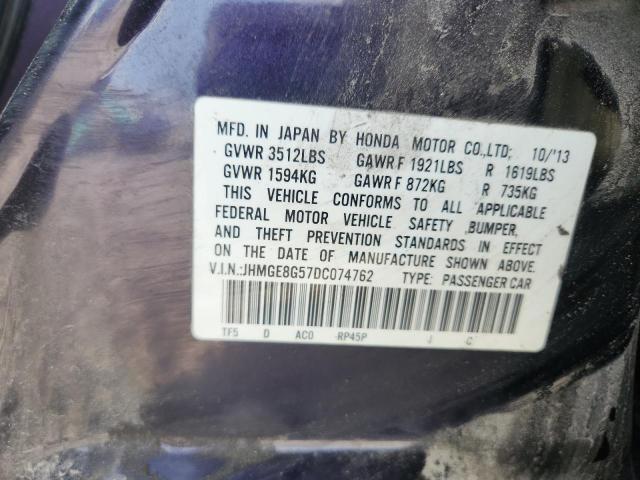 MFD. IN JAPAN BY HONDA MOTOR CO.,LTD; 10/'13
GVWR 3512LBS GAWR F 1921LBS R 1619LBS
GVWR 1594KG GAWR F 872KG R 735KG
THIS VEHICLE CONFORMS TO ALL APPLICABLE
FEDERAL MOTOR VEHICLE SAFETY ,BUMPER,
AND THEFT PREVENTION STANDARDS IN EFFECT
ON THE DATE OF MANUFACTURE SHOWN ABOVE.
V.I.N.:JHMGE8G57DC074762 TYPE: PASSENGER CAR
TF5 D AC0 -RP45P J C